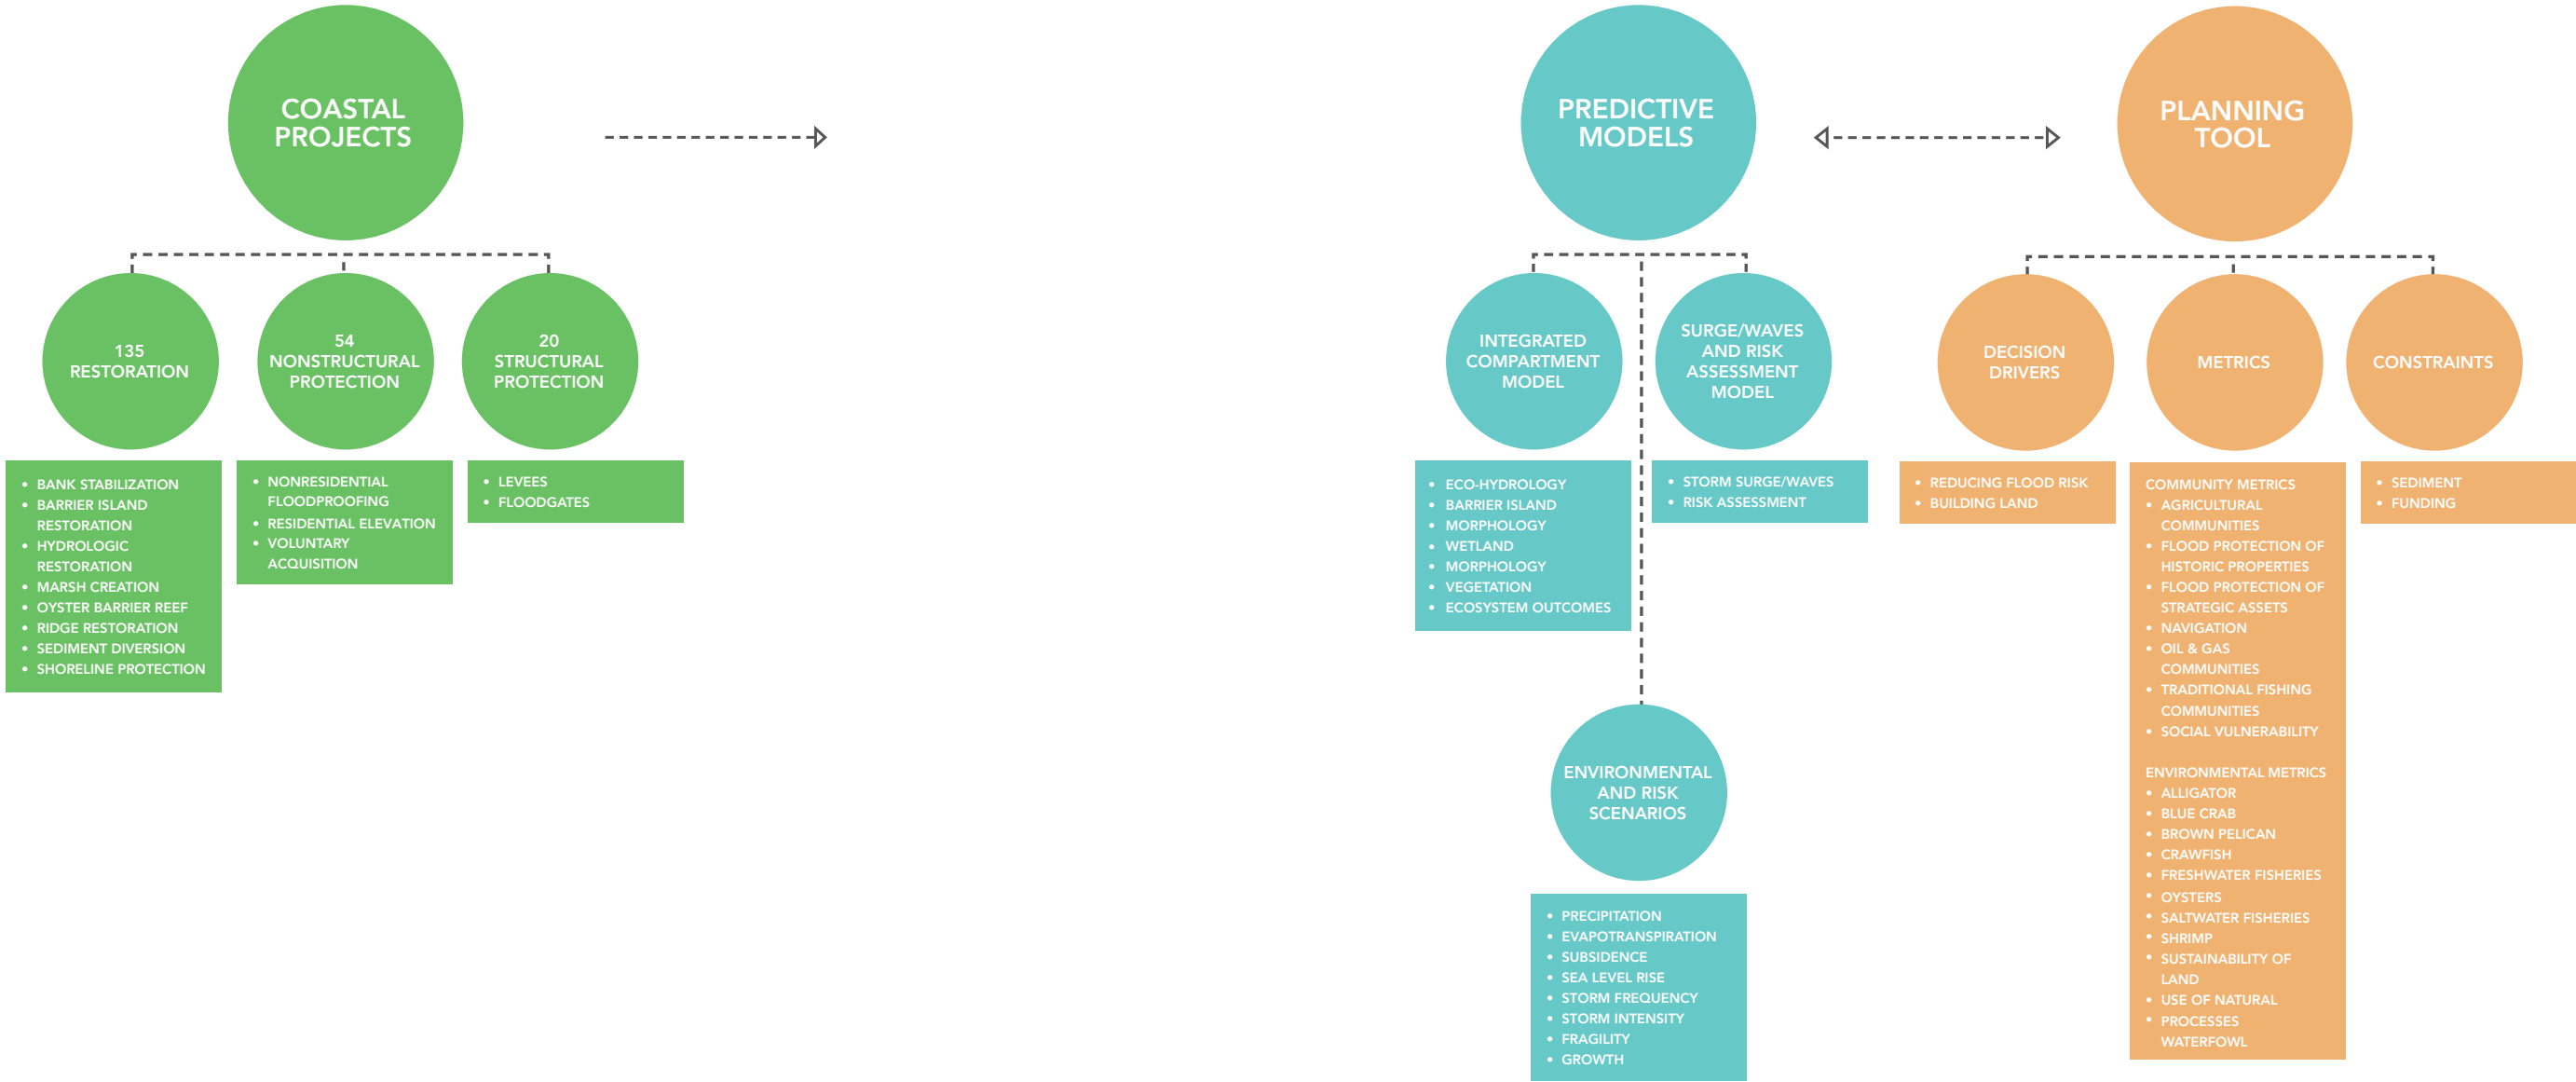 COASTAL
PROJECTS
135
RESTORATION
• BANK STABILIZATION
• BARRIER ISLAND
RESTORATION
• HYDROLOGIC
RESTORATION
• MARSH CREATION
• OYSTER BARRIER REEF
• RIDGE RESTORATION
• SEDIMENT DIVERSION
• SHORELINE PROTECTION
54
NONSTRUCTURAL
PROTECTION
• NONRESIDENTIAL
FLOODPROOFING
• RESIDENTIAL ELEVATION
• VOLUNTARY
ACQUISITION
20
STRUCTURAL
PROTECTION
• LEVEES
• FLOODGATES
PREDICTIVE
MODELS
INTEGRATED
COMPARTMENT
MODEL
• ECO-HYDROLOGY
• BARRIER ISLAND
• MORPHOLOGY
• WETLAND
• MORPHOLOGY
• VEGETATION
• ECOSYSTEM OUTCOMES
SURGE/WAVES
AND RISK
ASSESSMENT
MODEL
• STORM SURGE/WAVES
• RISK ASSESSMENT
ENVIRONMENTAL
AND RISK
SCENARIOS
• PRECIPITATION
• EVAPOTRANSPIRATION
• SUBSIDENCE
• SEA LEVEL RISE
• STORM FREQUENCY
• STORM INTENSITY
• FRAGILITY
• GROWTH
PLANNING
TOOL
DECISION
DRIVERS
• REDUCING FLOOD RISK
• BUILDING LAND
METRICS
COMMUNITY METRICS
• AGRICULTURAL
COMMUNITIES
• FLOOD PROTECTION OF
HISTORIC PROPERTIES
• FLOOD PROTECTION OF
STRATEGIC ASSETS
• NAVIGATION
• OIL & GAS
COMMUNITIES
• TRADITIONAL FISHING
COMMUNITIES
• SOCIAL VULNERABILITY
ENVIRONMENTAL METRICS
• ALLIGATOR
• BLUE CRAB
• BROWN PELICAN
• CRAWFISH
• FRESHWATER FISHERIES
• OYSTERS
• SALTWATER FISHERIES
• SHRIMP
• SUSTAINABILITY OF
LAND
• USE OF NATURAL
• PROCESSES
WATERFOWL
CONSTRAINTS
• SEDIMENT
• FUNDING